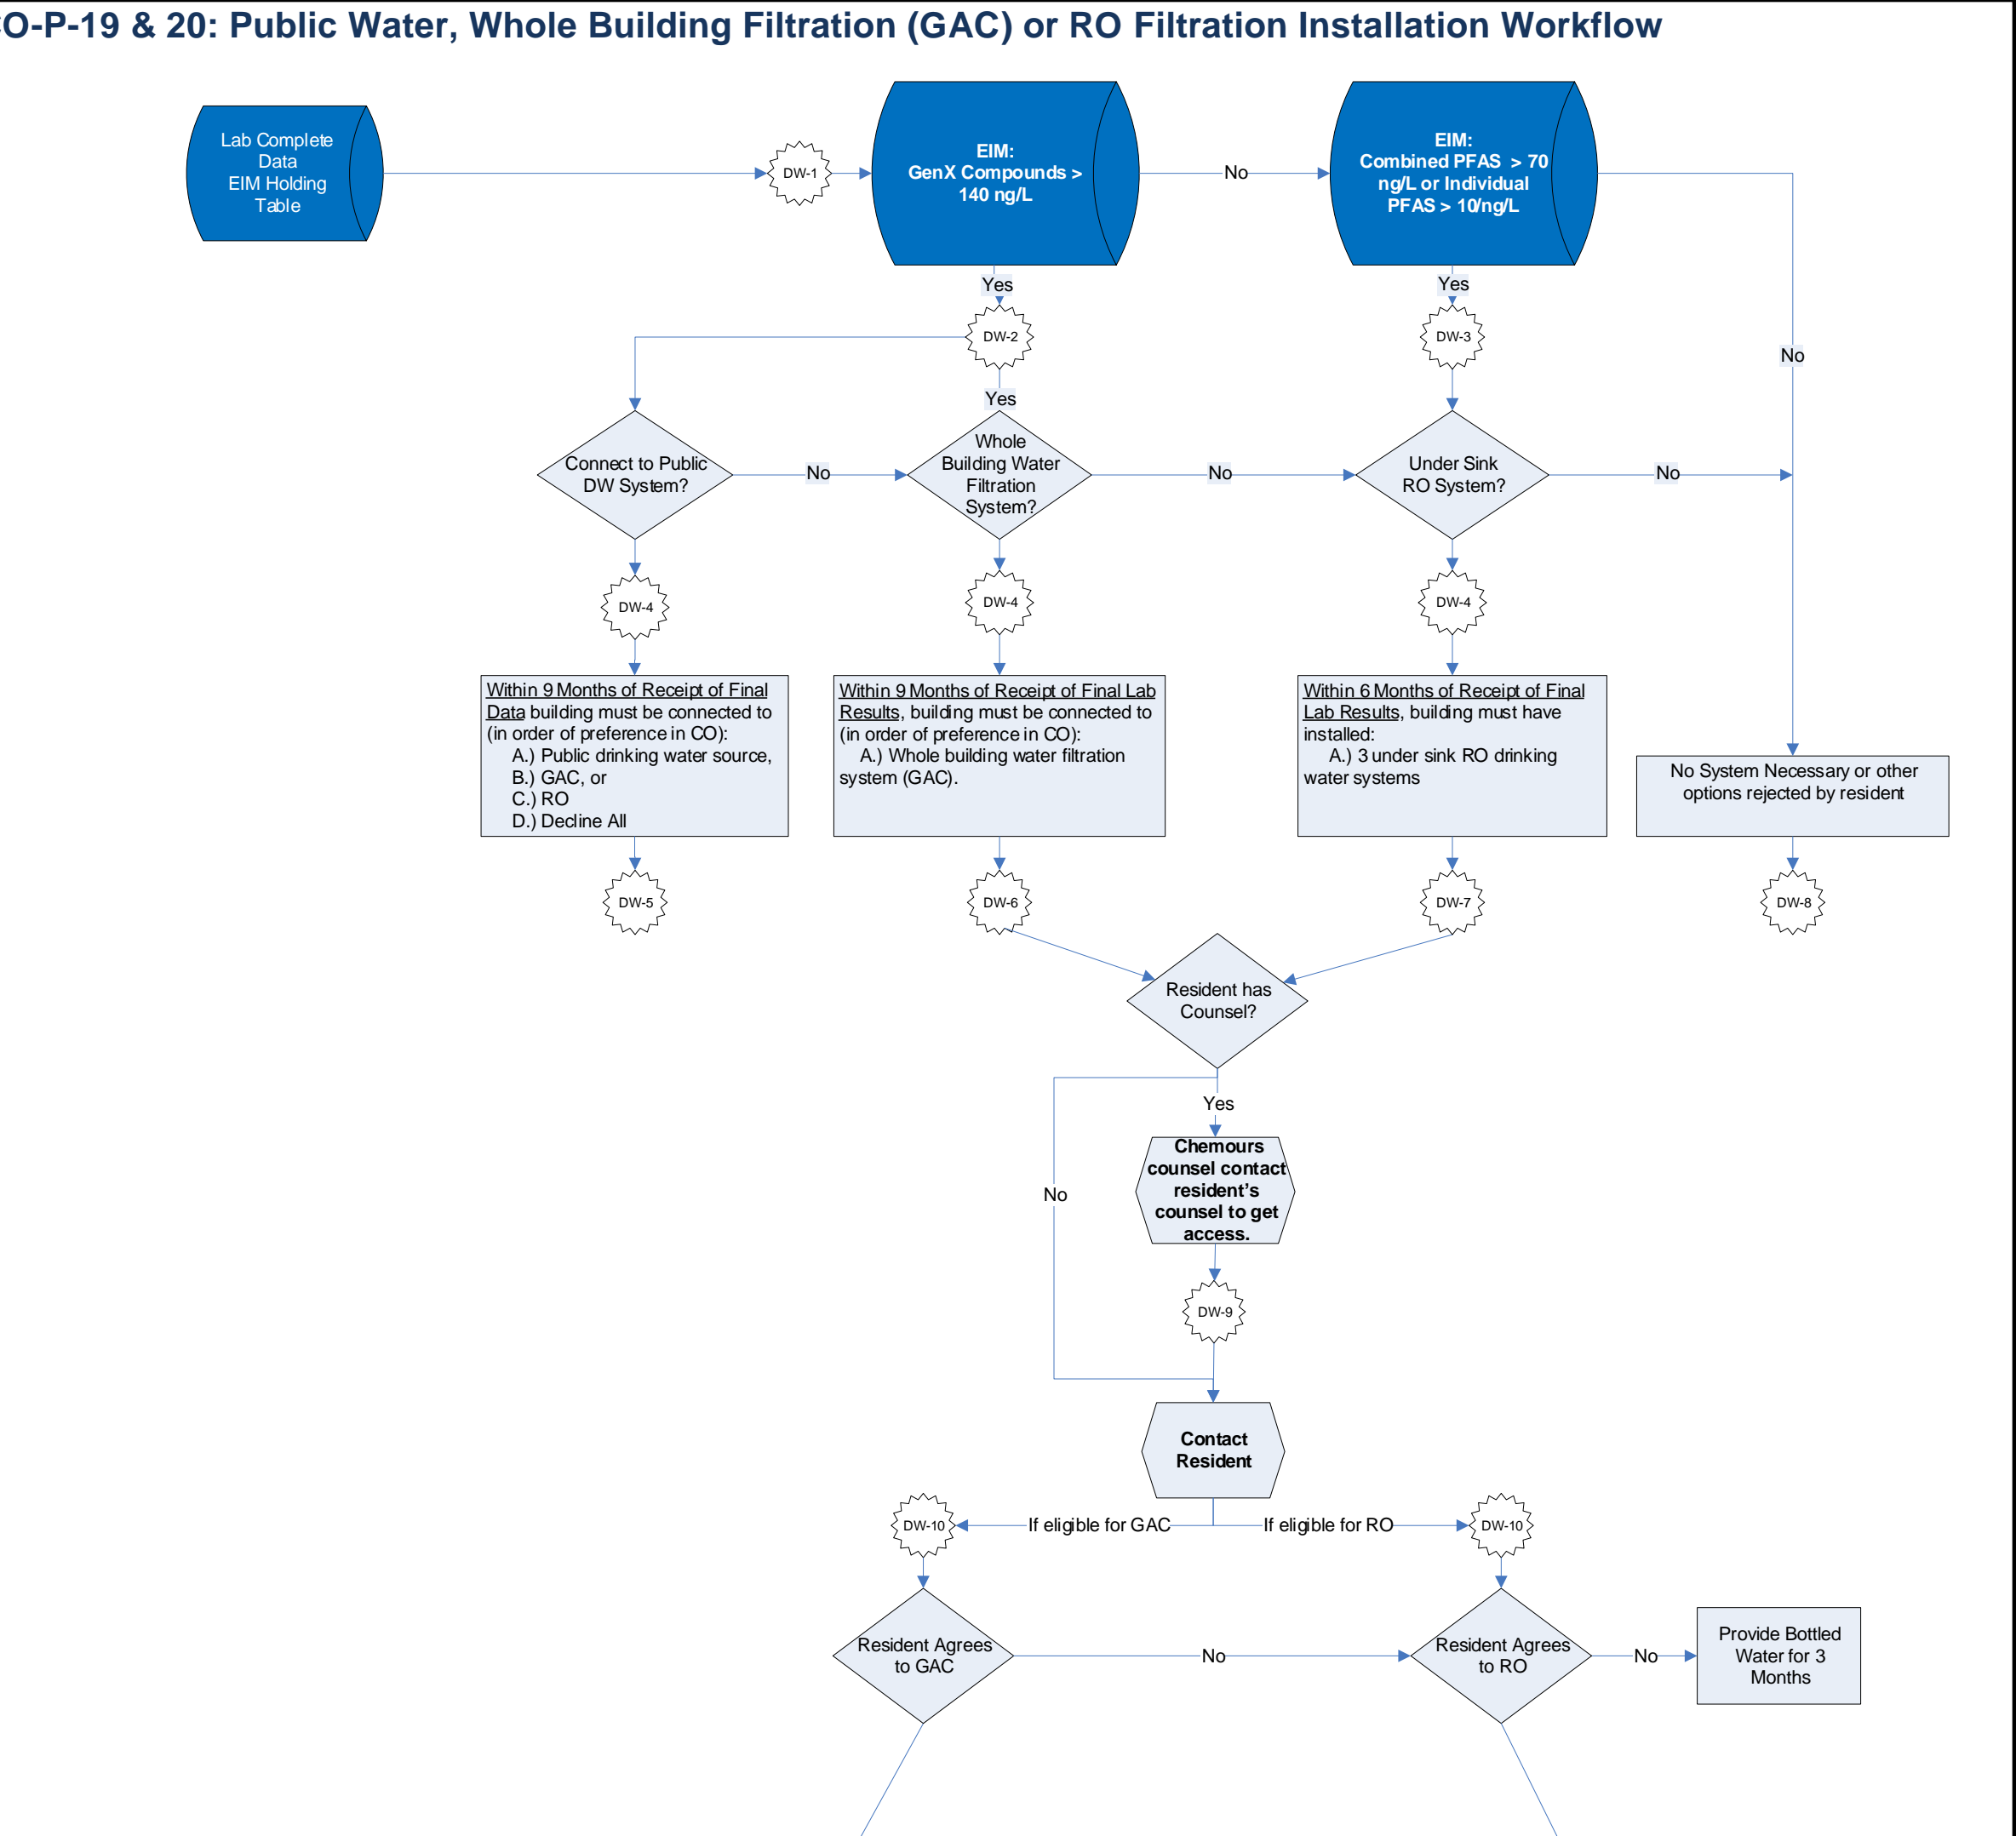 O-P-19 & 20: Public Water, Whole Building Filtration (GAC) or RO Filtration Installation Workflow
Lab Complete
Data
EIM Holding
Table
DW-1
EIM:
GenX Compounds >
140 ng/L
No
EIM:
Combined PFAS > 70
ng/L or Individual
PFAS > 10/ng/L
Yes
Yes
DW-2
DW-3
No
Yes
Connect to Public
DW System?
No
Whole
Building Water
Filtration
System?
No
Under Sink
RO System?
No
DW-4
DW-4
DW-4
Within 9 Months of Receipt of Final
Data building must be connected to
(in order of preference in CO):
A.) Public drinking water source,
B.) GAC, or
C.) RO
D.) Decline All
Within 9 Months of Receipt of Final Lab
Results, building must be connected to
(in order of preference in CO):
A.) Whole building water filtration
system (GAC).
Within 6 Months of Receipt of Final
Lab Results, building must have
installed:
A.) 3 under sink RO drinking
water systems
No System Necessary or other
options rejected by resident
DW-5
DW-6
DW-7
DW-8
Resident has
Counsel?
Yes
No
Chemours
counsel contact
resident's
counsel to get
access.
DW-9
Contact
Resident
DW-10
If eligible for GAC
If eligible for RO
DW-10
Resident Agrees
to GAC
No
Resident Agrees
to RO
No
Provide Bottled
Water for 3
Months